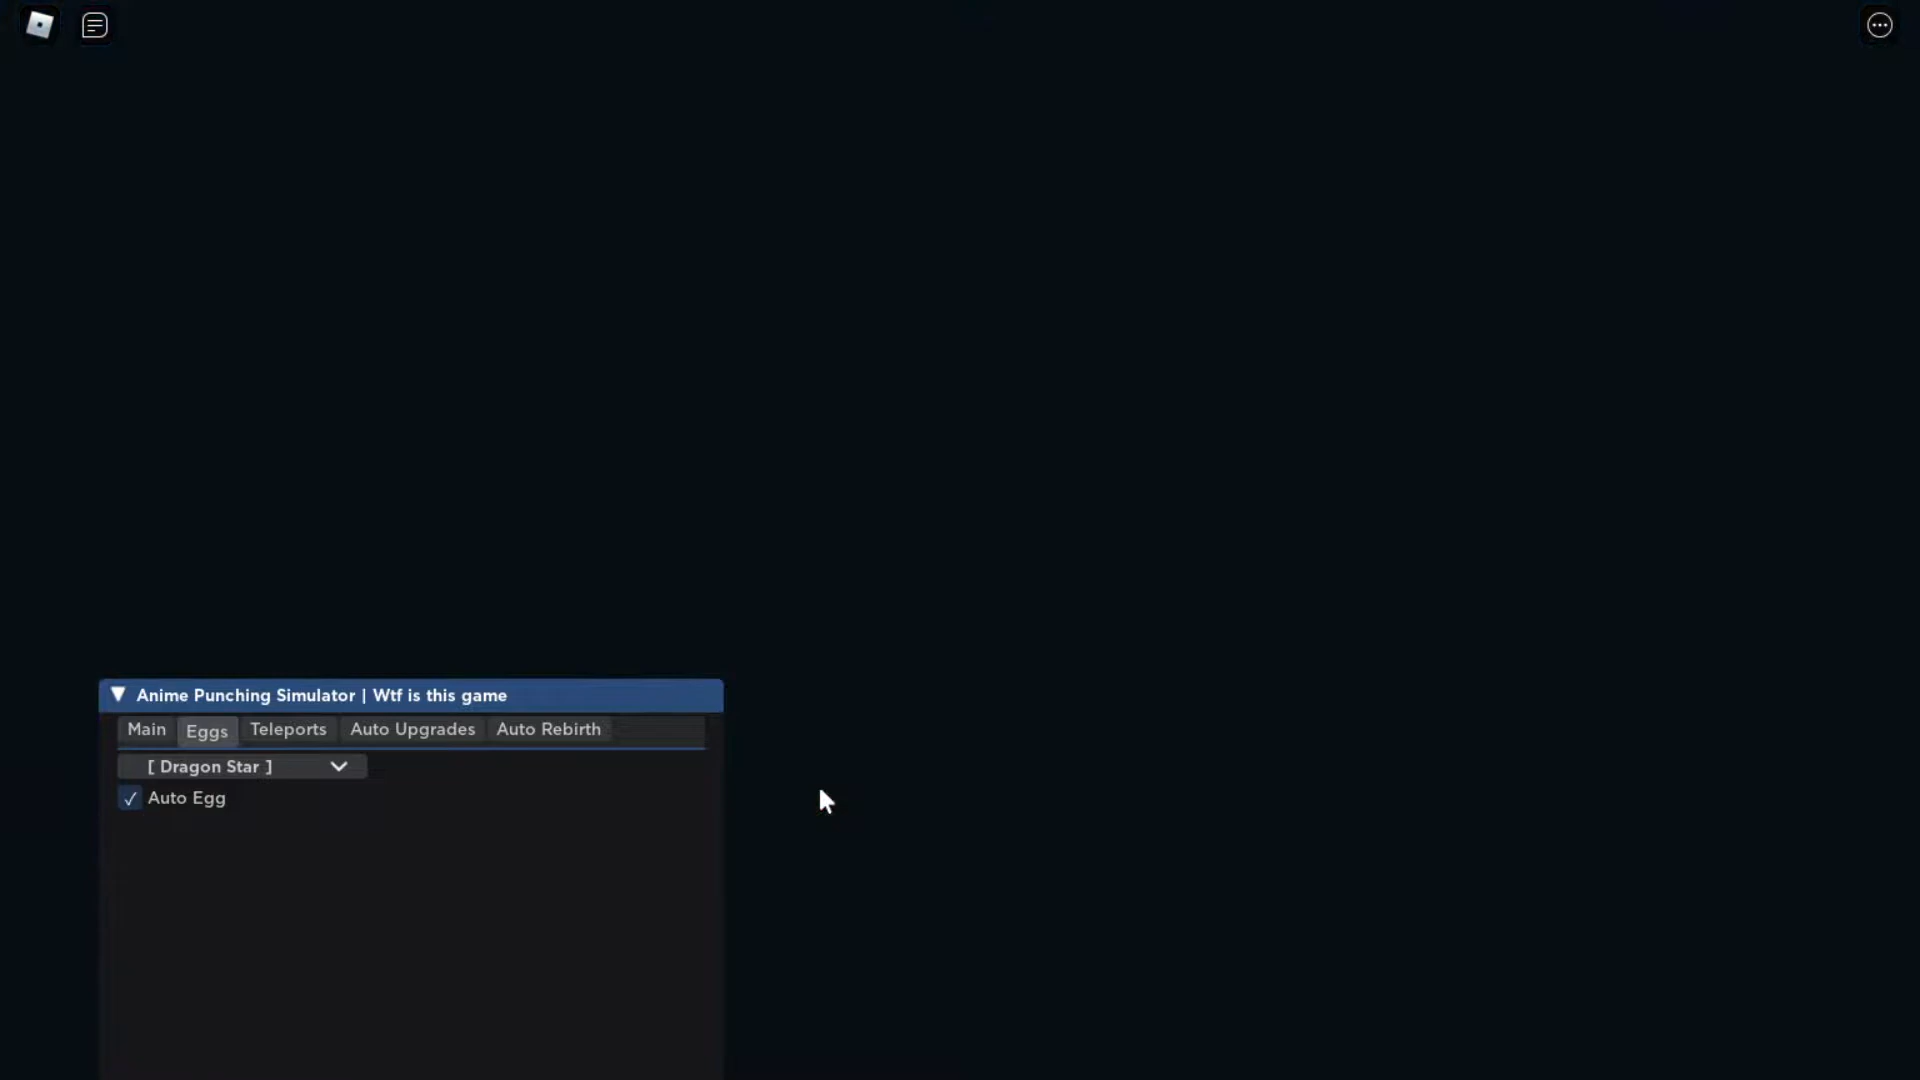 Anime Punching Simulator | Wtf is this game
Main Eggs Teleports Auto Upgrades Auto Rebirth
[ Dragon Star ]
Auto Egg